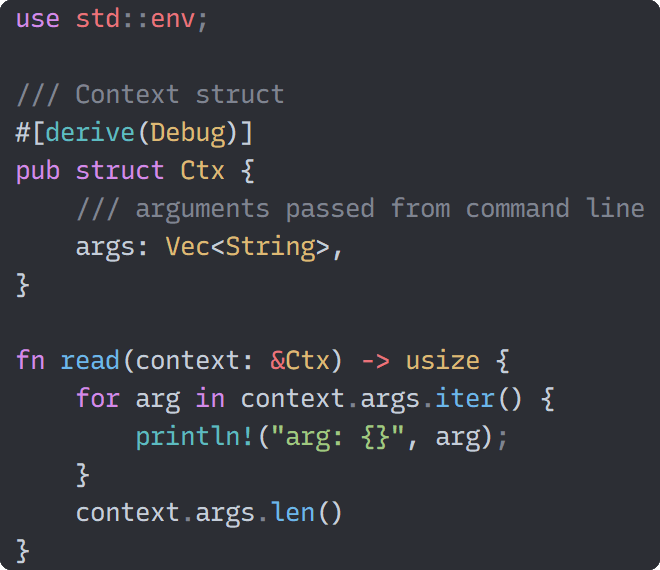 use std::env;

/// Context struct
#[derive(Debug)]
pub struct Ctx {
    /// arguments passed from command line
    args: Vec<String>,
}

fn read(context: &Ctx) -> usize {
    for arg in context.args.iter() {
        println!("arg: {}", arg);
    }
    context.args.len()
}